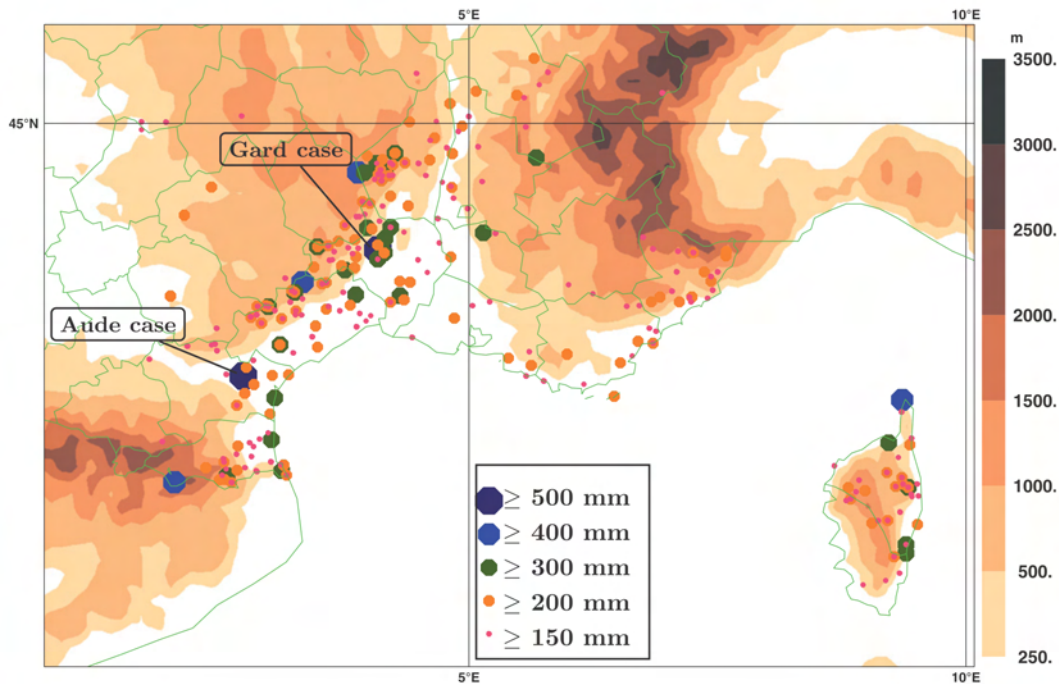 5°E 10°E
m
3500.
45°N
Gard case
3000.
2500.
2000.
Aude case
1500.
1000.
≥ 500 mm
≥ 400 mm
≥ 300 mm
500.
≥ 200 mm
≥ 150 mm
250.
5°E 10°E